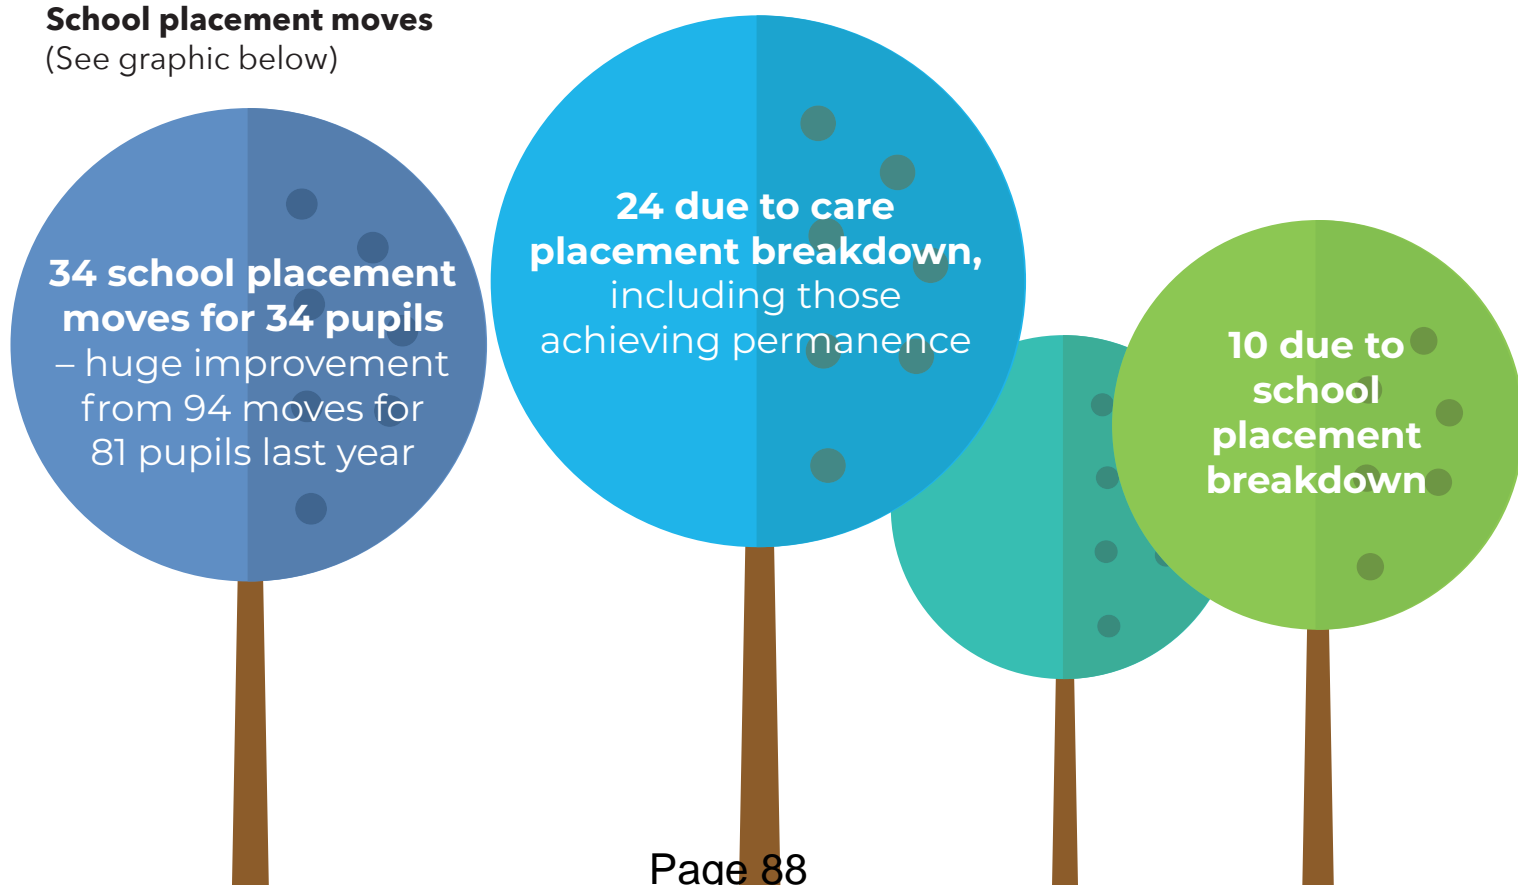 School placement moves
(See graphic below)
34 school placement
moves for 34 pupils
– huge improvement
from 94 moves for
81 pupils last year
24 due to care
placement breakdown,
including those
achieving permanence
10 due to
school
placement
breakdown
Page 88